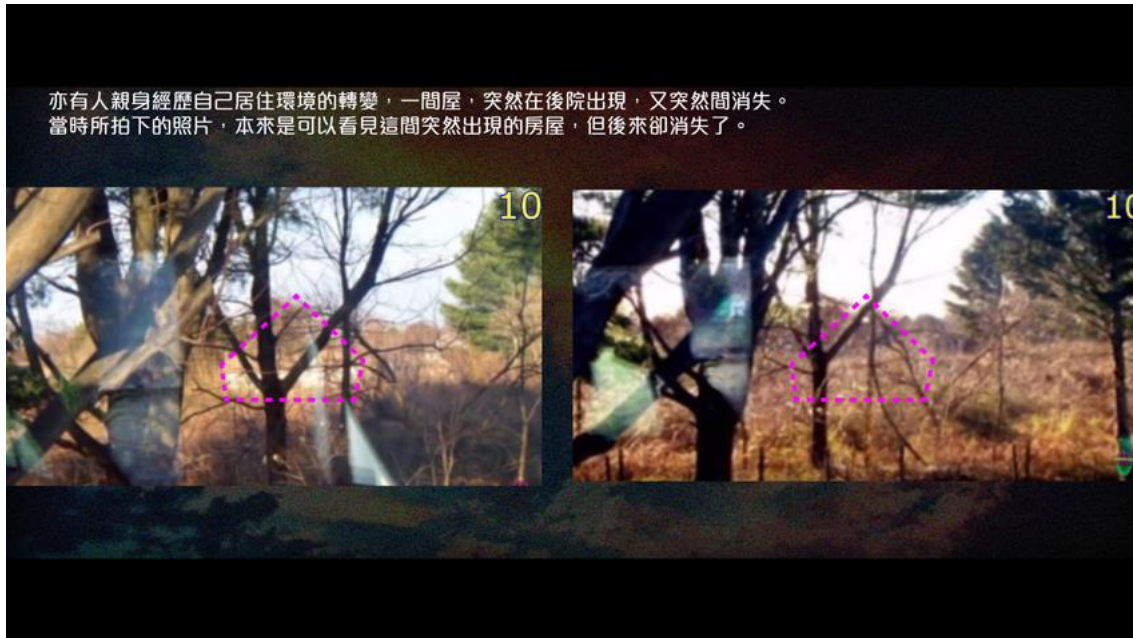 亦有人親身經歷自己居住環境的轉變，一間屋，突然在後院出現，又突然間消失。
當時所拍下的照片，本來是可以看見這間突然出現的房屋，但後來卻消失了。
10
10